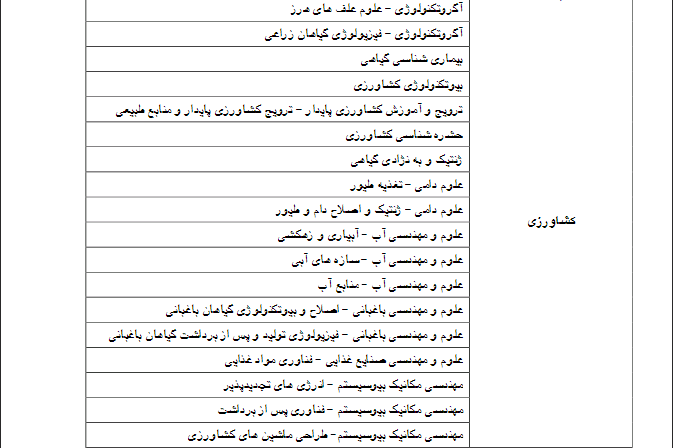 آگروتکنولوژی - علوم علف های هرز
آگروتکنولوژی - فیزیولوژی گیاهان زراعی
بیماری شناسی گیاهی
بیوتکنولوژی کشاورزی
ترویج و آموزش کشاورزی پایدار - ترویج کشاورزی پایدار و منابع طبیعی
حشره شناسی کشاورزی
ژنتیک و به نژادی گیاهی
علوم دامی - تغذیه طیور
علوم دامی - ژنتیک و اصلاح دام و طیور
کشاورزی
علوم و مهندسی آب - آبیاری و زهکشی
علوم و مهندسی آب - سازه های آبی
علوم و مهندسی آب - منابع آب
علوم و مهندسی باغبانی - اصلاح و بیوتکنولوژی گیاهان باغبانی
علوم و مهندسی باغبانی - فیزیولوژی تولید و پس از برداشت گیاهان باغبانی
علوم و مهندسی صنایع غذایی - فناوری مواد غذایی
مهندسی مکانیک بیوسیستم - انرژی های تجدیدپذیر
مهندسی مکانیک بیوسیستم - فناوری پس از برداشت
مهندسی مکانیک بیوسیستم - طراحی ماشین های کشاورزی